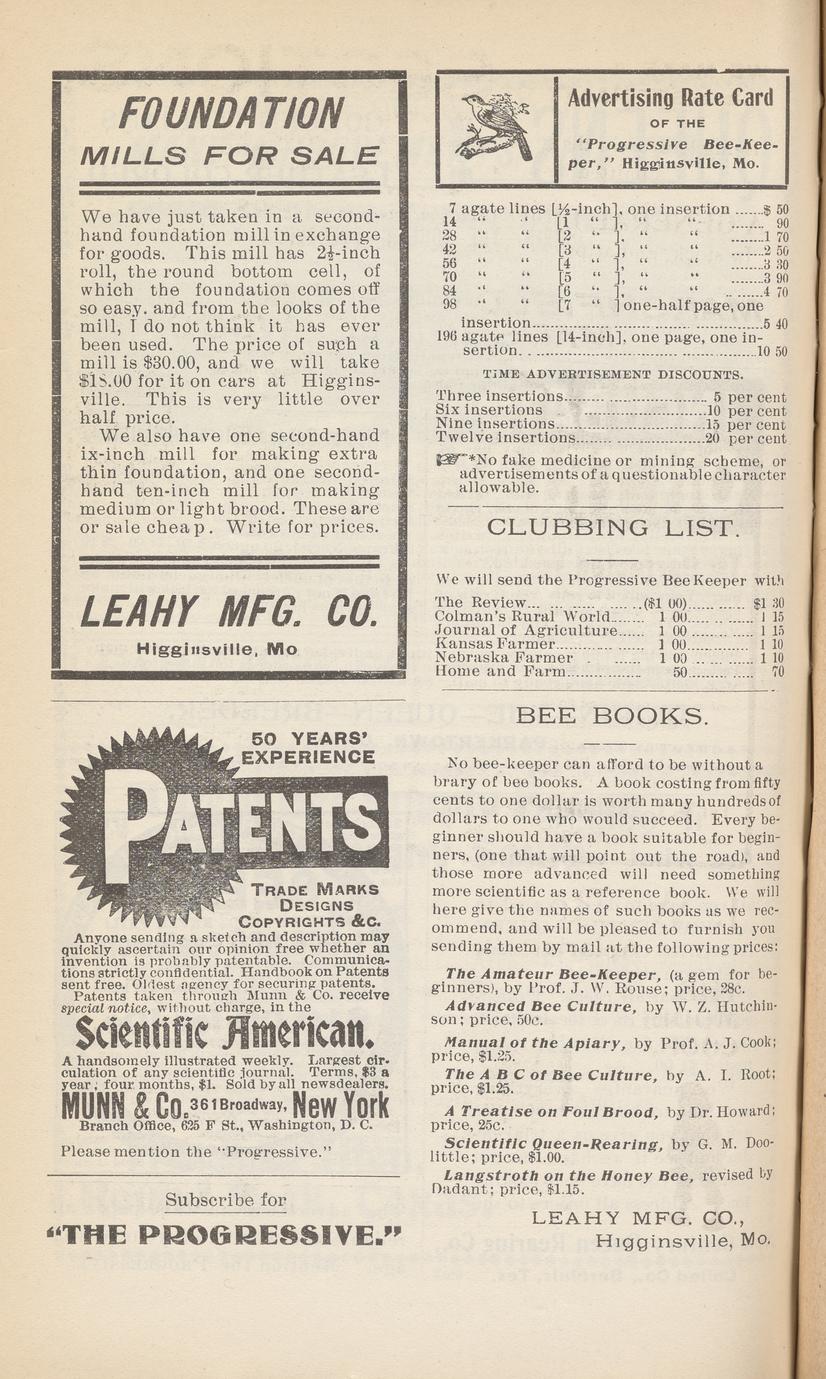 FOUNDATION
MILLS FOR SALE
We have just taken in a second-
hand foundation mill in exchange
for goods. This mill has 2½-inch
roll, the round bottom cell, of
which the foundation comes off
so easy. and from the looks of the
mill, I do not think it has ever
been used. The price of such a
mill is $30.00, and we will take
for it on cars at Higgins-
ville. This is very little over
half price.
We also have one second-hand
ix-inch mill for making extra
thin foundation, and one second-
hand ten-inch mill for making
medium or light brood. These are
or sale cheap. Write for prices.
LEAHY MFG. CO.
Higginsville, Mo
50 YEARS'
EXPERIENCE
PATENTS
TRADE MARKS
DESIGNS
COPYRIGHTS &C.
Anyone sending a sketch and description may
quickly ascertain our opinion free whether an
invention is probably patentable. Communica-
tions strictly confidential. Handbook on Patents
sent free. Oldest agency for securing patents.
Patents taken through Munn & Co. receive
special notice, without charge, in the
Scientific American.
A handsomely illustrated weekly. Largest cir-
culation of any scientific journal. Terms, $3 a
year; four months, $1. Sold by all newsdealers.
MUNN & Co. 361 Broadway, New York
Branch Office, 625 F St., Washington, D. C.
Please mention the "Progressive."
Subscribe for
"THE PROGRESSIVE."
Advertising Rate Card
OF THE
"Progressive Bee-Kee-
per," Higginsville, Mo.
7 agate lines [½-inch], one insertion ......$ 50
14 " " [1 " ], " " ........ 90
28 " " [2 " ], " " ........1 70
42 " " [3 " ], " " ........2 50
56 " " [4 " ], " " ........3 30
70 " " [5 " ], " " ........3 90
84 " " [6 " ], " " ........4 70
98 " " [7 " ] one-half page, one
insertion........................5 40
196 agate lines [14-inch], one page, one in-
sertion........................10 50
TIME ADVERTISEMENT DISCOUNTS.
Three insertions........................ 5 per cent
Six insertions ........................10 per cent
Nine insertions........................15 per cent
Twelve insertions........................20 per cent
☞*No fake medicine or mining scheme, or
advertisements of a questionable character
allowable.
CLUBBING LIST.
We will send the Progressive Bee Keeper with
The Review............($1 00)............ $1 30
Colman's Rural World...... 1 00............ 1 15
Journal of Agriculture...... 1 00............ 1 15
Kansas Farmer............ 1 00............ 1 10
Nebraska Farmer ...... 1 00............ 1 10
Home and Farm............ 50............ 70
BEE BOOKS.
No bee-keeper can afford to be without a
brary of bee books. A book costing from fifty
cents to one dollar is worth many hundreds of
dollars to one who would succeed. Every be-
ginner should have a book suitable for begin-
ners, (one that will point out the road), and
those more advanced will need something
more scientific as a reference book. We will
here give the names of such books as we rec-
ommend, and will be pleased to furnish you
sending them by mail at the following prices:
The Amateur Bee-Keeper, (a gem for be-
ginners), by Prof. J. W. Rouse; price, 28c.
Advanced Bee Culture, by W. Z. Hutchin-
son; price, 50c.
Manual of the Apiary, by Prof. A. J. Cook;
price, $1.25.
The A B C of Bee Culture, by A. I. Root;
price, $1.25.
A Treatise on Foul Brood, by Dr. Howard;
price, 25c.
Scientific Queen-Rearing, by G. M. Doo-
little; price, $1.00.
Langstroth on the Honey Bee, revised by
Dadant; price, $1.15.
LEAHY MFG. CO.,
Higginsville, Mo.